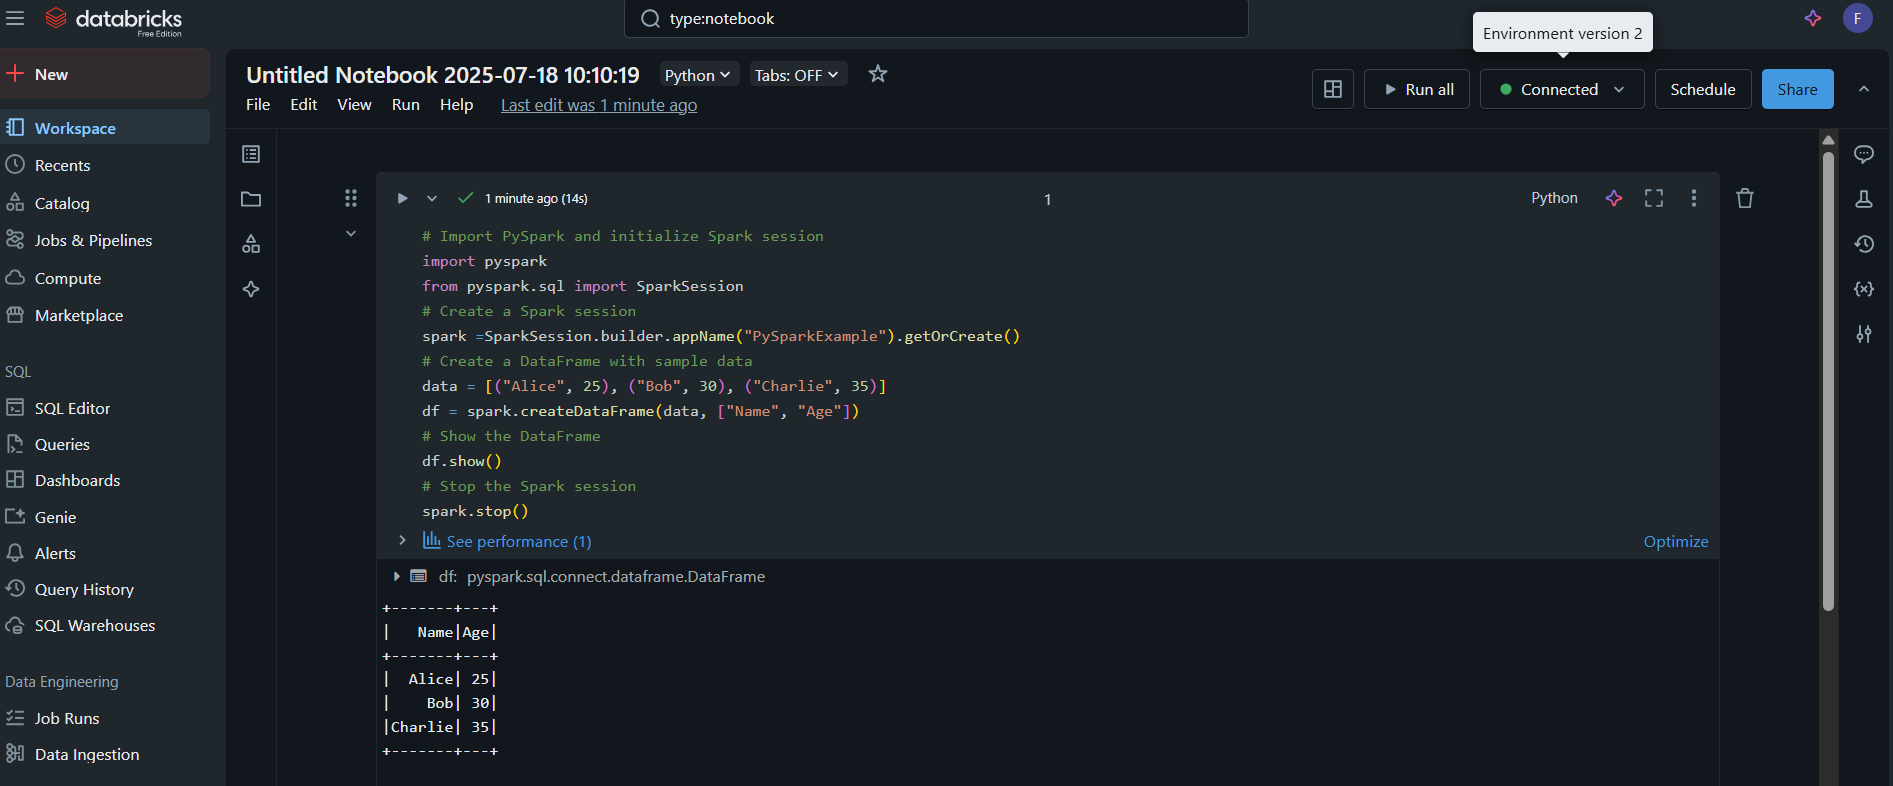 databricks
Free Edition
type:notebook
Environment version 2
F
New
Untitled Notebook 2025-07-18 10:10:19
Python
Tabs: OFF
File
Edit
View
Run
Help
Last edit was 1 minute ago
Run all
Connected
Schedule
Share
Workspace
Recents
Catalog
Jobs & Pipelines
Compute
Marketplace
SQL
SQL Editor
Queries
Dashboards
Genie
Alerts
Query History
SQL Warehouses
Data Engineering
Job Runs
Data Ingestion
1 minute ago (14s)
1
Python
# Import PySpark and initialize Spark session
import pyspark
from pyspark.sql import SparkSession
# Create a Spark session
spark =SparkSession.builder.appName("PySparkExample").getOrCreate()
# Create a DataFrame with sample data
data = [("Alice", 25), ("Bob", 30), ("Charlie", 35)]
df = spark.createDataFrame(data, ["Name", "Age"])
# Show the DataFrame
df.show()
# Stop the Spark session
spark.stop()
See performance (1)
Optimize
df: pyspark.sql.connect.dataframe.DataFrame
+-------+---+
|   Name|Age|
+-------+---+
|  Alice| 25|
|    Bob| 30|
|Charlie| 35|
+-------+---+